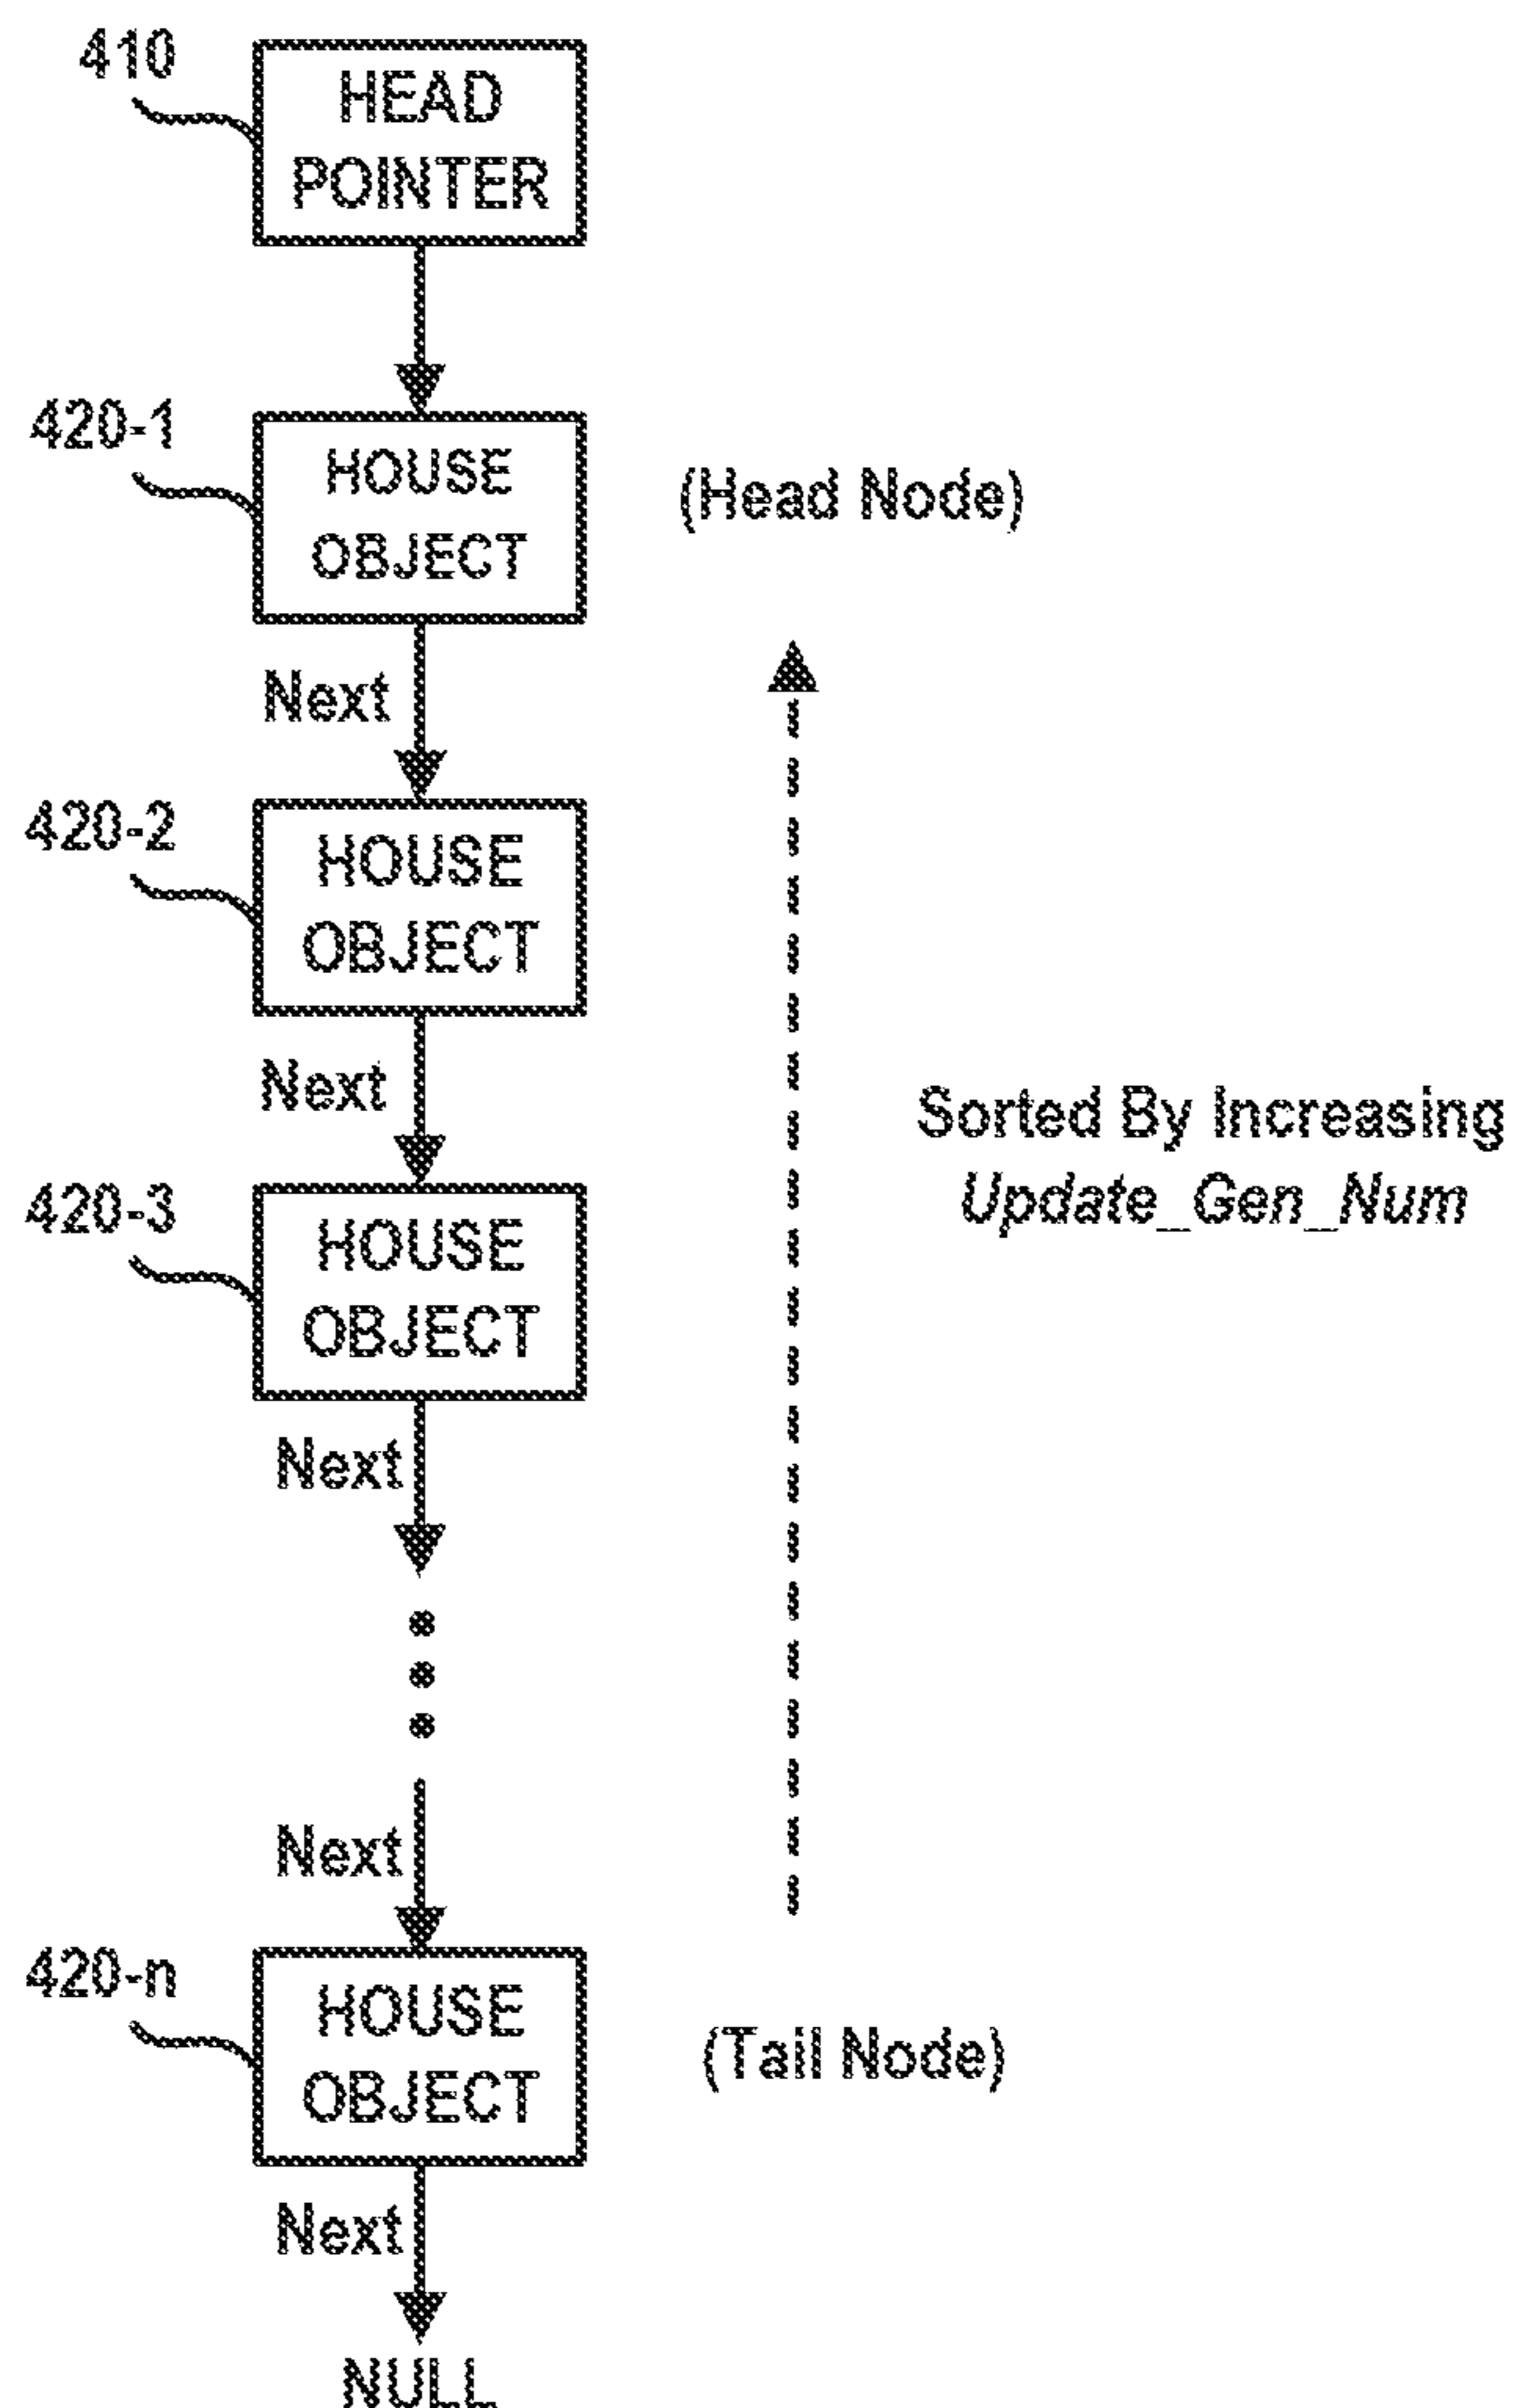 410
HEAD
POINTER
420-1
HOUSE
OBJECT
(Head Node)
Next
420-2
HOUSE
OBJECT
Next
Sorted By Increasing
Update_Gen_Num
420-3
HOUSE
OBJECT
Next
Next
420-n
HOUSE
OBJECT
(Tail Node)
Next
NULL